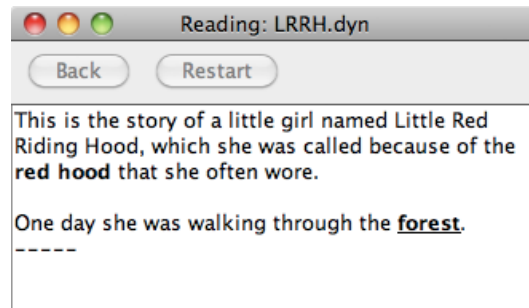 Reading: LRRH.dyn
Back Restart
This is the story of a little girl named Little Red
Riding Hood, which she was called because of the
red hood that she often wore.
One day she was walking through the forest.
-----